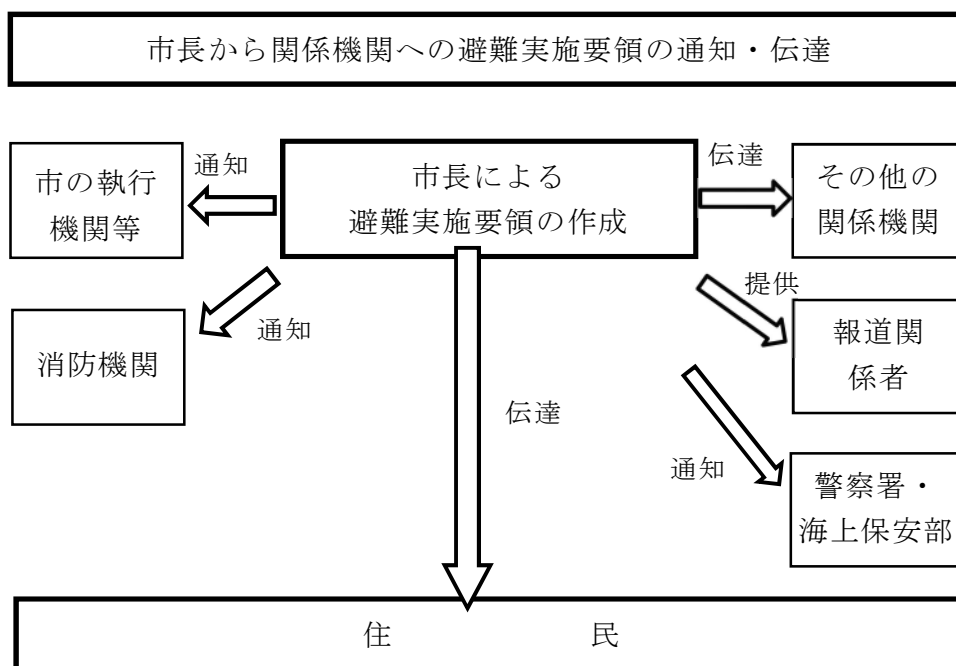 市長から関係機関への避難実施要領の通知・伝達
市の執行
機関等
通知
市長による
避難実施要領の作成
伝達
その他の
関係機関
消防機関
通知
提供
報道関
係者
伝達
通知
警察署・
海上保安部
住 民